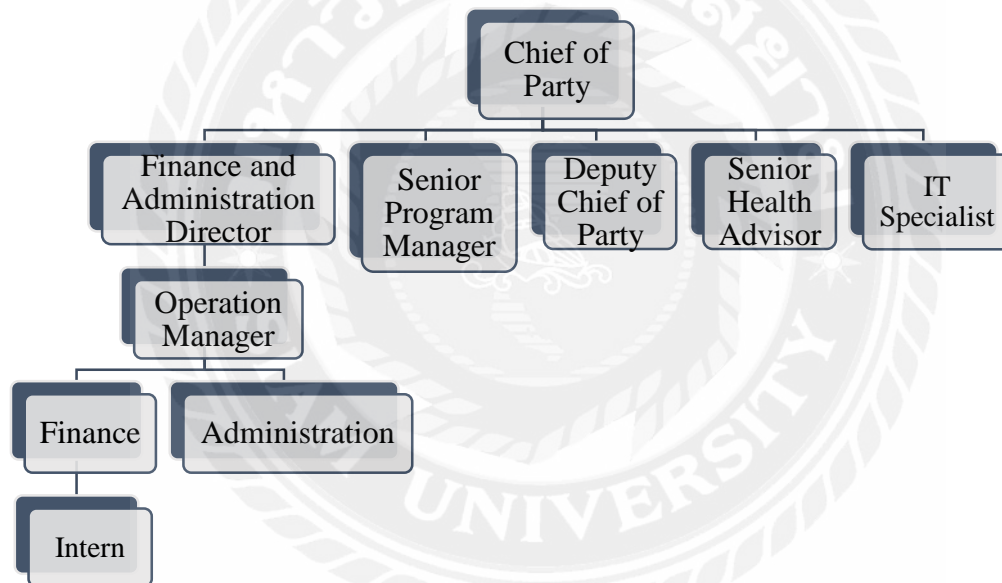 Chief of
Party
Finance and
Administration
Director
Senior
Program
Manager
Deputy
Chief of
Party
Senior
Health
Advisor
IT
Specialist
Operation
Manager
Finance
Administration
Intern
UNIVERSITY